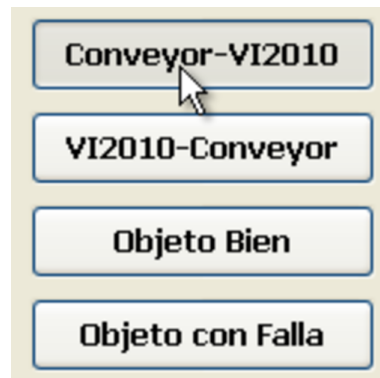 Conveyor-VI2010
VI2010-Conveyor
Objeto Bien
Objeto con Falla